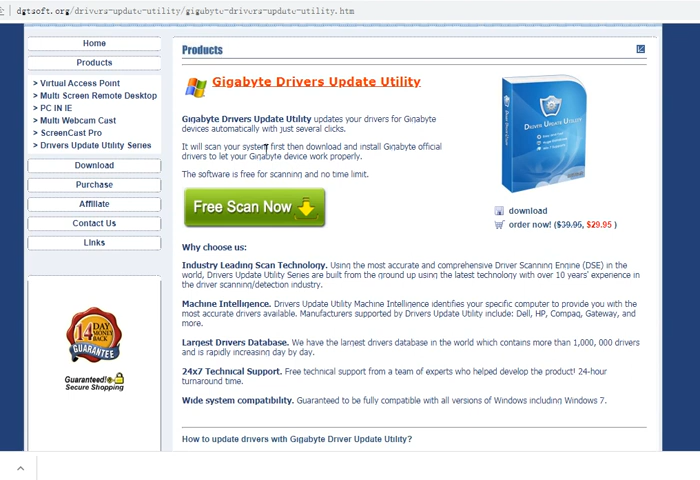 dgtsoft.org/drivers-update-utility/gigabyte-drivers-update-utility.htm
Home
Products
> Virtual Access Point
> Multi Screen Remote Desktop
> PC IN IE
> Multi Webcam Cast
> ScreenCast Pro
> Drivers Update Utility Series
Download
Purchase
Affiliate
Contact Us
Links
14 DAY
MONEY BACK
GUARANTEE
Guaranteed!
Secure Shopping
Products
Gigabyte Drivers Update Utility
Gigabyte Drivers Update Utility updates your drivers for Gigabyte
devices automatically with just several clicks.
It will scan your system first then download and install Gigabyte official
drivers to let your Gigabyte device work properly.
The software is free for scanning and no time limit.
Free Scan Now
DRIVER UPDATE UTILITY
download
order now! ($39.95, $29.95 )
Why choose us:
Industry Leading Scan Technology. Using the most accurate and comprehensive Driver Scanning Engine (DSE) in the
world, Drivers Update Utility Series are built from the ground up using the latest technology with over 10 years' experience in
the driver scanning/detection industry.
Machine Intelligence. Drivers Update Utility Machine Intelligence identifies your specific computer to provide you with the
most accurate drivers available. Manufacturers supported by Drivers Update Utility include: Dell, HP, Compaq, Gateway, and
more.
Largest Drivers Database. We have the largest drivers database in the world which contains more than 1,000, 000 drivers
and is rapidly increasing day by day.
24x7 Technical Support. Free technical support from a team of experts who helped develop the product! 24-hour
turnaround time.
Wide system compatibility. Guaranteed to be fully compatible with all versions of Windows including Windows 7.
How to update drivers with Gigabyte Driver Update Utility?